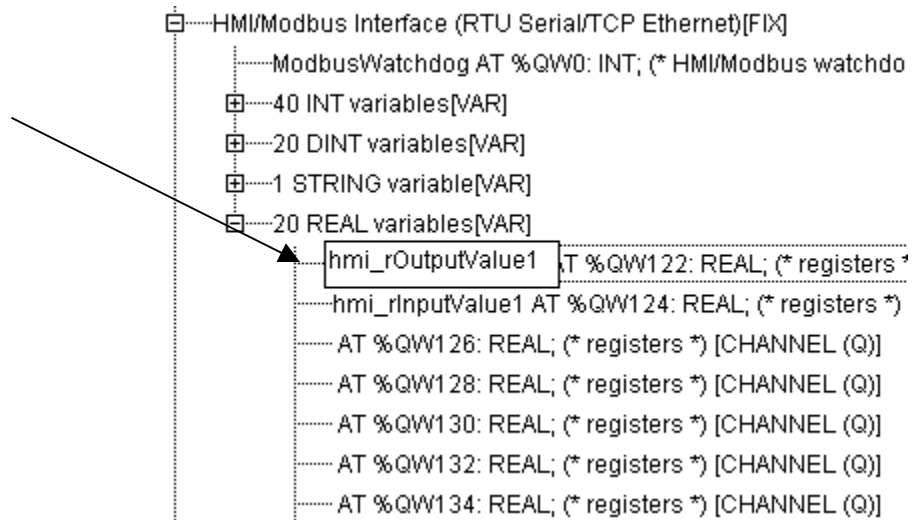 HMI/Modbus Interface (RTU Serial/TCP Ethernet)[FIX]
ModbusWatchdog AT %QW0: INT; (* HMI/Modbus watchdo
40 INT variables[VAR]
20 DINT variables[VAR]
1 STRING variable[VAR]
20 REAL variables[VAR]
hmi_rOutputValue1 AT %QW122: REAL; (* registers *
hmi_rInputValue1 AT %QW124: REAL; (* registers *)
AT %QW126: REAL; (* registers *) [CHANNEL (Q)]
AT %QW128: REAL; (* registers *) [CHANNEL (Q)]
AT %QW130: REAL; (* registers *) [CHANNEL (Q)]
AT %QW132: REAL; (* registers *) [CHANNEL (Q)]
AT %QW134: REAL; (* registers *) [CHANNEL (Q)]